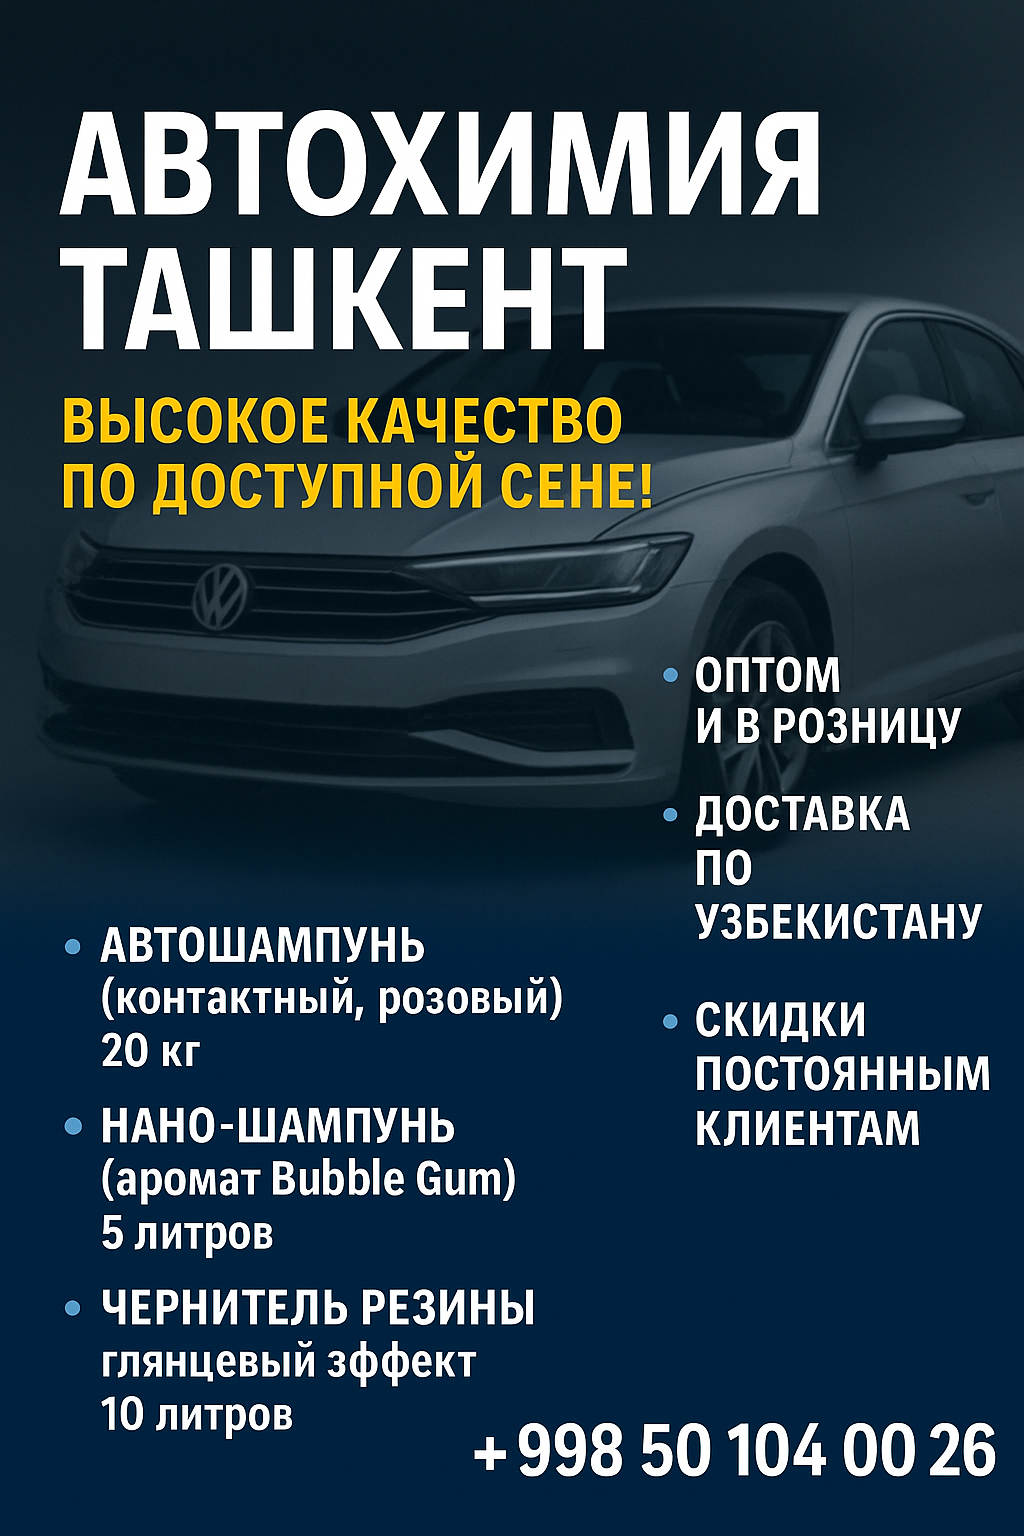 АВТОХИМИЯ
ТАШКЕНТ
ВЫСОКОЕ КАЧЕСТВО
ПО ДОСТУПНОЙ СЕНЕ!
• ОПТОМ
И В РОЗНИЦУ
• ДОСТАВКА
ПО
УЗБЕКИСТАНУ
• СКИДКИ
ПОСТОЯННЫМ
КЛИЕНТАМ
• АВТОШАМПУНЬ
(контактный, розовый)
20 кг
• НАНО-ШАМПУНЬ
(аромат Bubble Gum)
5 литров
• ЧЕРНИТЕЛЬ РЕЗИНЫ
глянцевый зффект
10 литров
+998 50 104 00 26